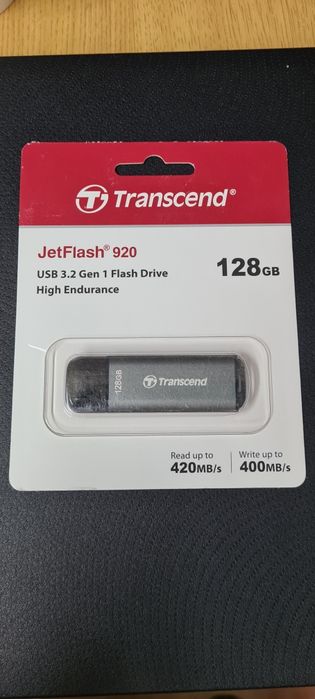 Transcend®
JetFlash® 920
USB 3.2 Gen 1 Flash Drive
High Endurance
128GB
128GB
Transcend
Read up to
420MB/s
Write up to
400MB/s